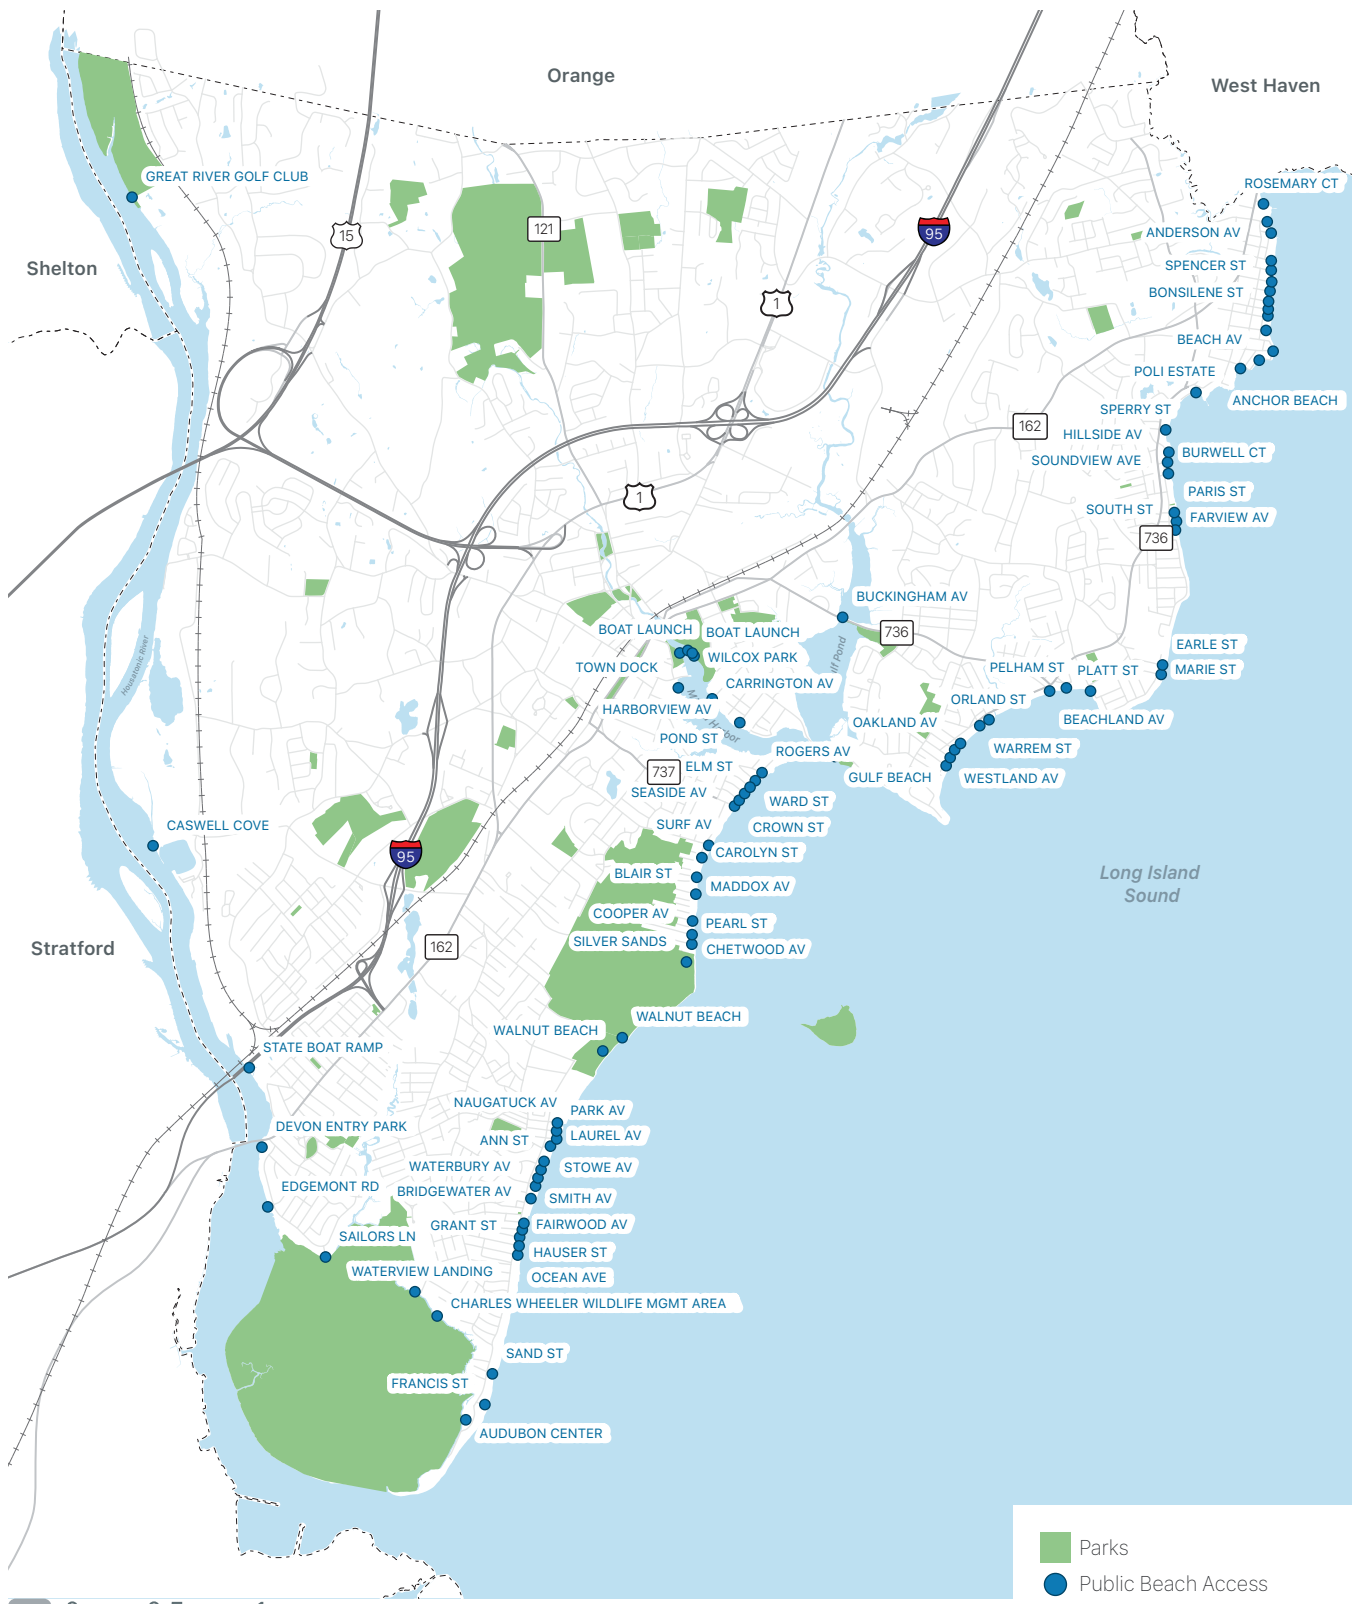 Orange
West Haven
GREAT RIVER GOLF CLUB
ROSEMARY CT
15
121
95
ANDERSON AV
Shelton
SPENCER ST
BONSILENE ST
1
BEACH AV
POLI ESTATE
ANCHOR BEACH
SPERRY ST
162
HILLSIDE AV
BURWELL CT
SOUNDVIEW AVE
1
PARIS ST
SOUTH ST
FARVIEW AV
736
BUCKINGHAM AV
BOAT LAUNCH
BOAT LAUNCH
736
EARLE ST
WILCOX PARK
TOWN DOCK
PELHAM ST
PLATT ST
MARIE ST
Housatonic River
CARRINGTON AV
ORLAND ST
HARBORVIEW AV
OAKLAND AV
BEACHLAND AV
POND ST
ROGERS AV
WARREM ST
737
ELM ST
GULF BEACH
WESTLAND AV
SEASIDE AV
WARD ST
CASWELL COVE
SURF AV
CROWN ST
95
CAROLYN ST
BLAIR ST
MADDOX AV
Long Island
Sound
COOPER AV
PEARL ST
Stratford
162
SILVER SANDS
CHETWOOD AV
WALNUT BEACH
WALNUT BEACH
STATE BOAT RAMP
NAUGATUCK AV
PARK AV
DEVON ENTRY PARK
ANN ST
LAUREL AV
WATERBURY AV
STOWE AV
EDGEMONT RD
BRIDGEWATER AV
SMITH AV
GRANT ST
FAIRWOOD AV
SAILORS LN
HAUSER ST
WATERVIEW LANDING
OCEAN AVE
CHARLES WHEELER WILDLIFE MGMT AREA
SAND ST
FRANCIS ST
AUDUBON CENTER
Parks
Public Beach Access